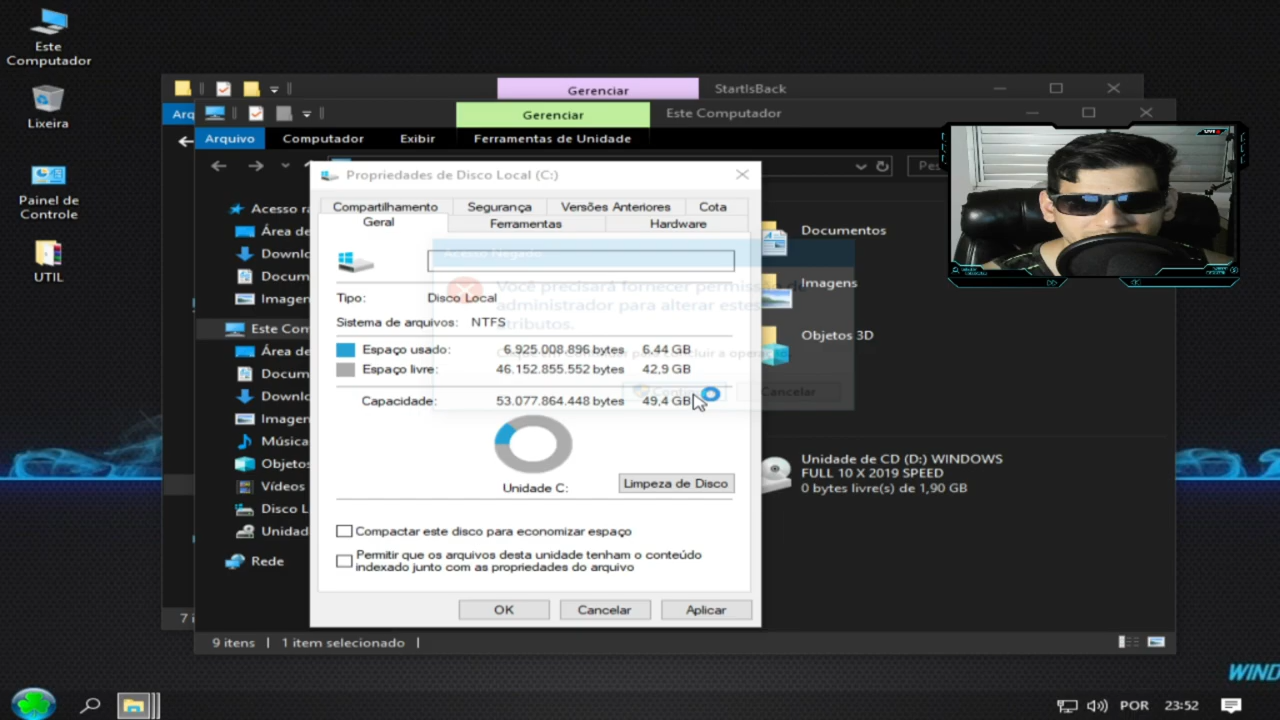 Este
Computador
Lixeira
Painel de
Controle
UTIL
Gerenciar
StartIsBack
Arq
Gerenciar
Este Computador
Arquivo
Computador
Exibir
Ferramentas de Unidade
Pes
Acesso rá
Área de
Downlo
Docum
Imagen
Este Com
Área de
Docum
Downlo
Imagen
Música
Objetos
Vídeos
Disco L
Unidad
Rede
Propriedades de Disco Local (C:)
Compartilhamento
Segurança
Versões Anteriores
Cota
Geral
Ferramentas
Hardware
Acesso Negado
Você precisará fornecer permissão de
administrador para alterar estes
atributos.
Tipo: Disco Local
Sistema de arquivos: NTFS
Espaço usado: 6.925.008.896 bytes 6,44 GB
Espaço livre: 46.152.855.552 bytes 42,9 GB
Capacidade: 53.077.864.448 bytes 49,4 GB
Cancelar
Unidade C:
Limpeza de Disco
Compactar este disco para economizar espaço
Permitir que os arquivos desta unidade tenham o conteúdo
indexado junto com as propriedades do arquivo
OK
Cancelar
Aplicar
Documentos
Imagens
Objetos 3D
Unidade de CD (D:) WINDOWS
FULL 10 X 2019 SPEED
0 bytes livre(s) de 1,90 GB
7 i
9 itens
1 item selecionado
WIND
POR
23:52